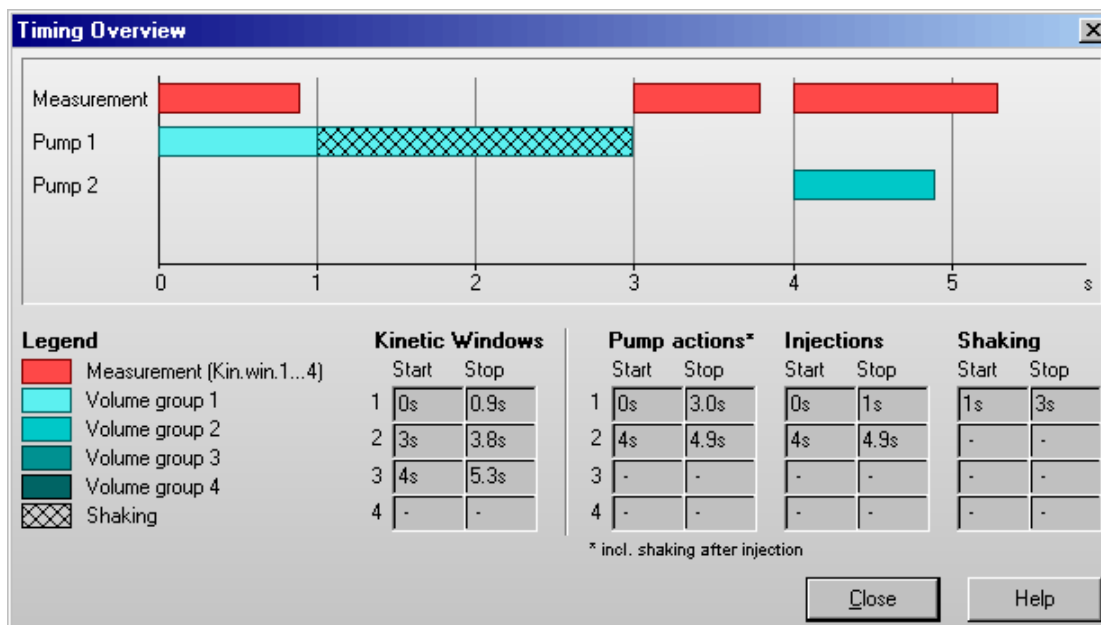 Timing Overview
Measurement
Pump 1
Pump 2
0 1 2 3 4 5 s
Legend
Measurement (Kin.win.1...4)
Volume group 1
Volume group 2
Volume group 3
Volume group 4
Shaking
Kinetic Windows
Start Stop
1 0s 0.9s
2 3s 3.8s
3 4s 5.3s
4 - -
Pump actions* Injections Shaking
Start Stop Start Stop Start Stop
1 0s 3.0s 0s 1s 1s 3s
2 4s 4.9s 4s 4.9s - -
3 - - - - - -
4 - - - - - -
* incl. shaking after injection
Close Help